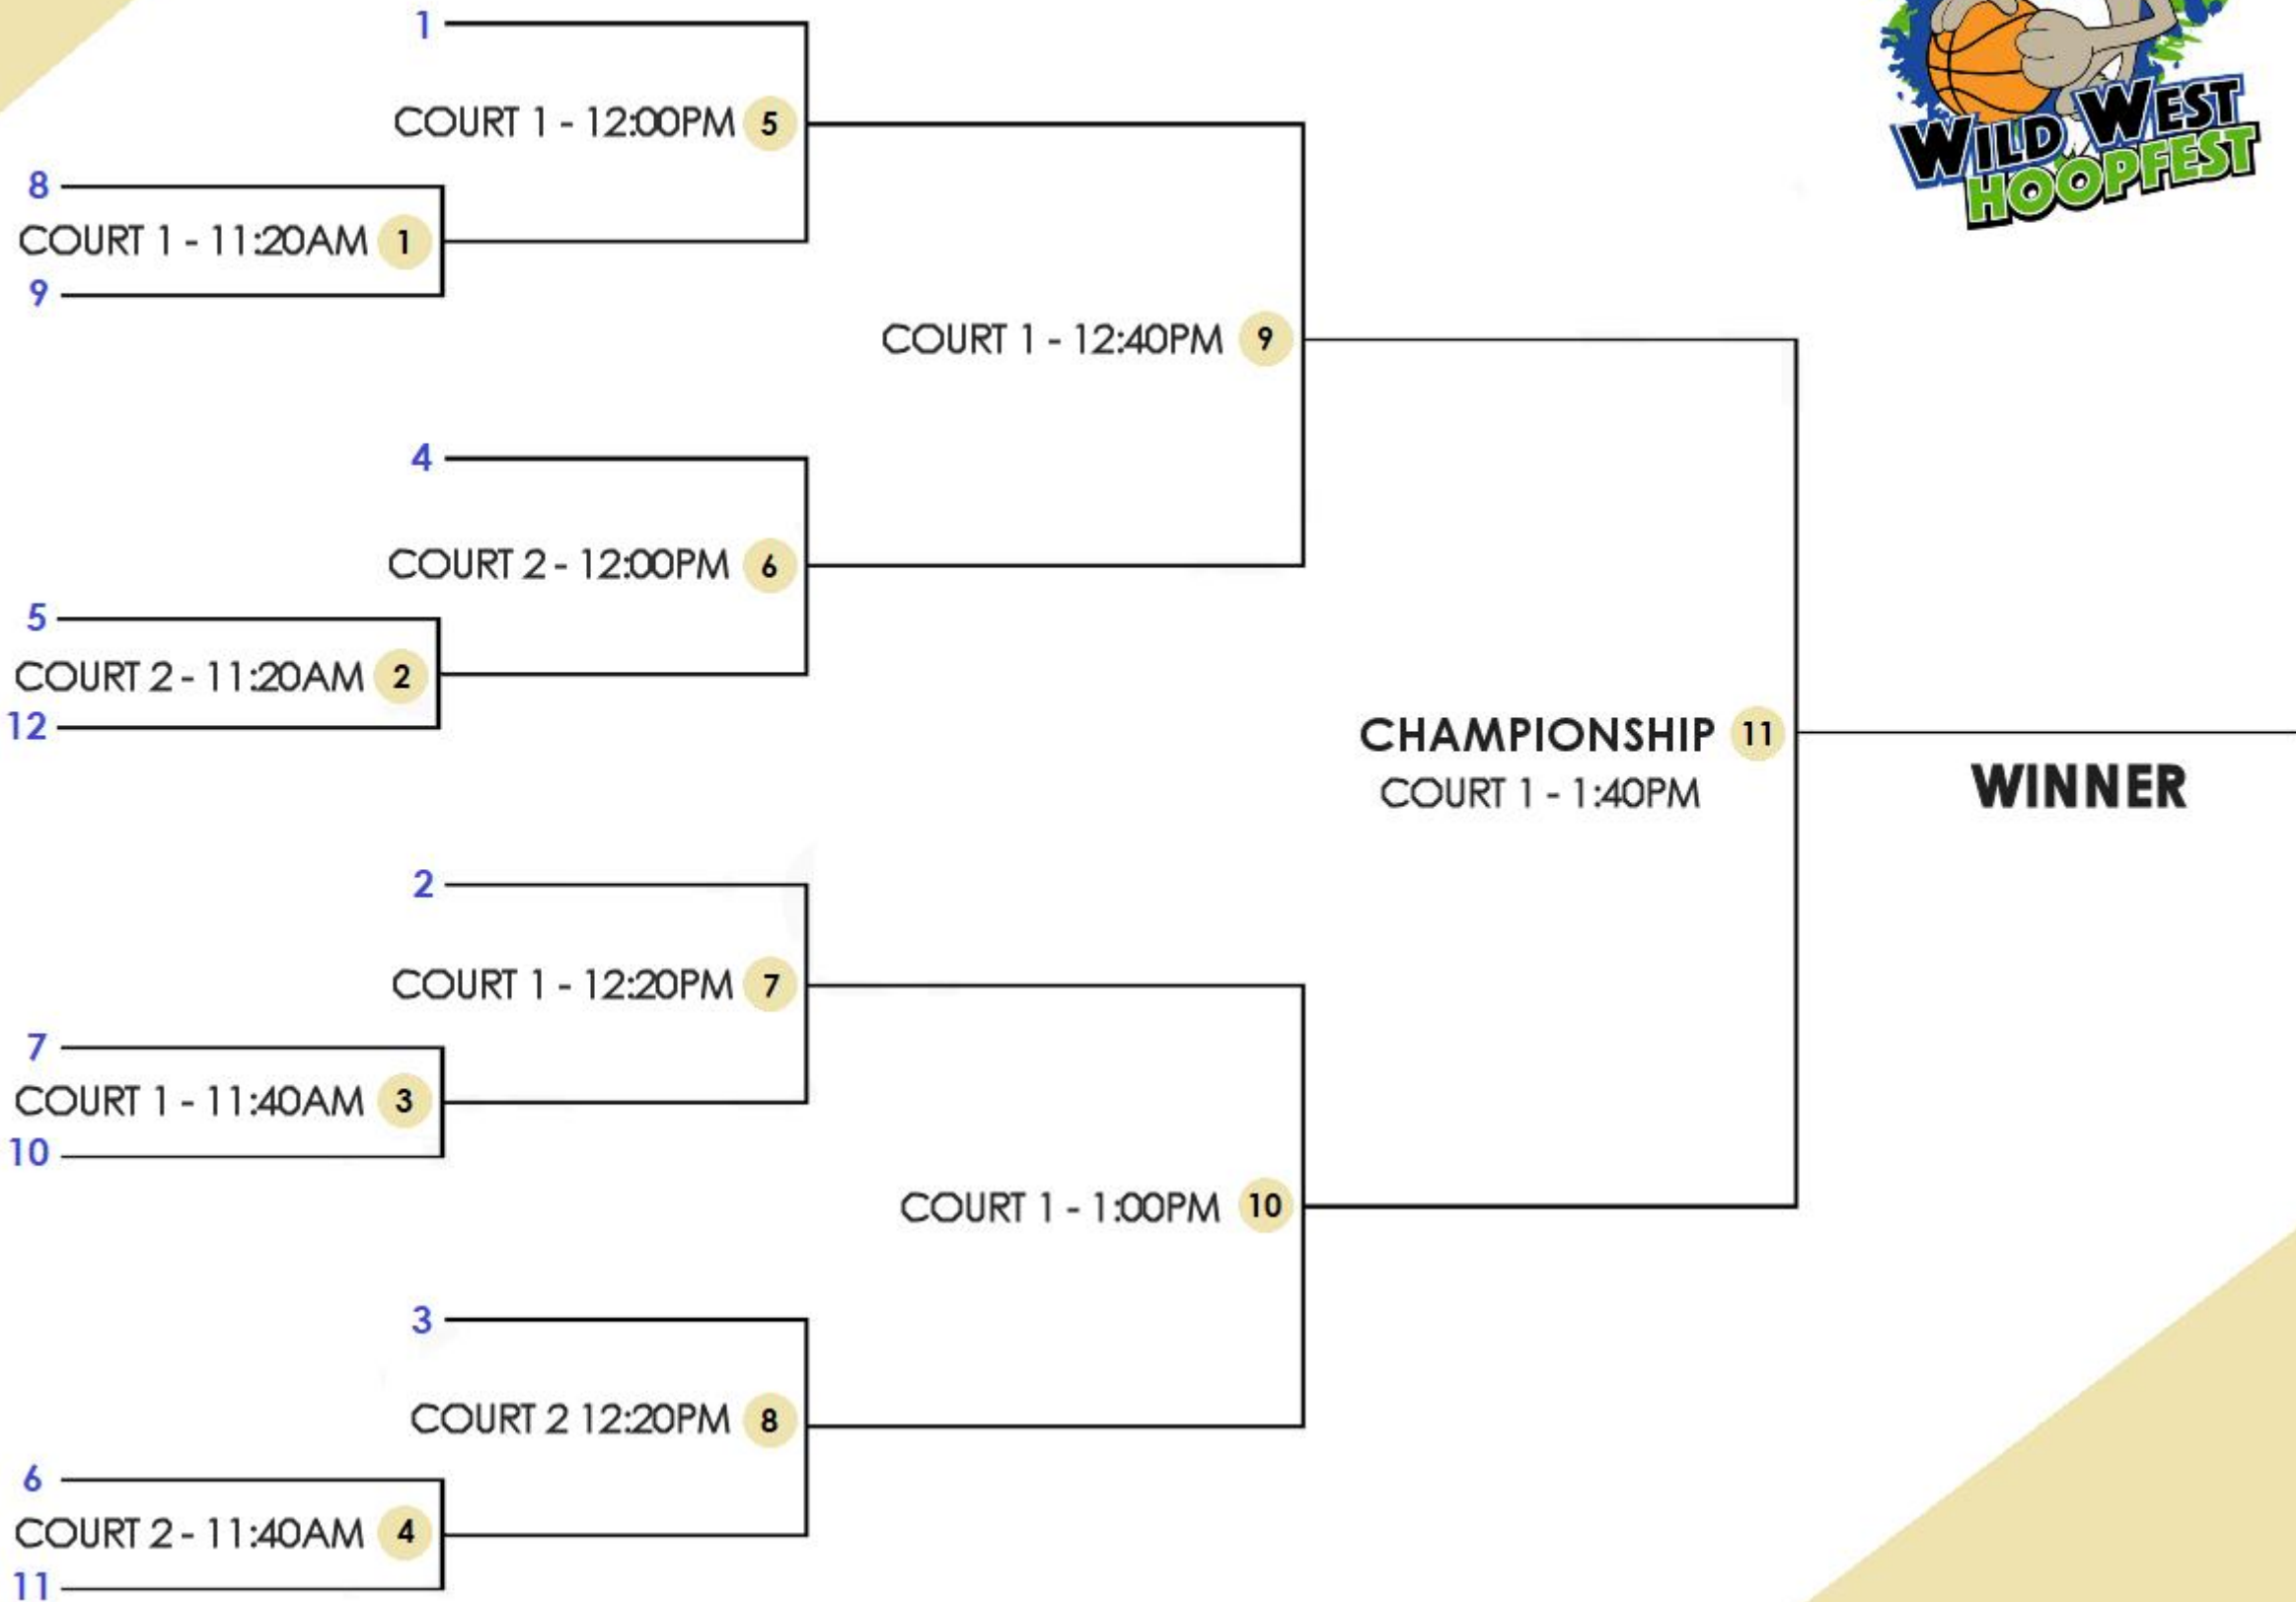 1
COURT 1 - 12:00PM 5
8
COURT 1 - 11:20AM 1
9
COURT 1 - 12:40PM 9
4
COURT 2 - 12:00PM 6
5
COURT 2 - 11:20AM 2
12
CHAMPIONSHIP 11
COURT 1 - 1:40PM
WINNER
2
COURT 1 - 12:20PM 7
7
COURT 1 - 11:40AM 3
10
COURT 1 - 1:00PM 10
3
COURT 2 12:20PM 8
6
COURT 2 - 11:40AM 4
11
WILD WEST
HOOPFEST